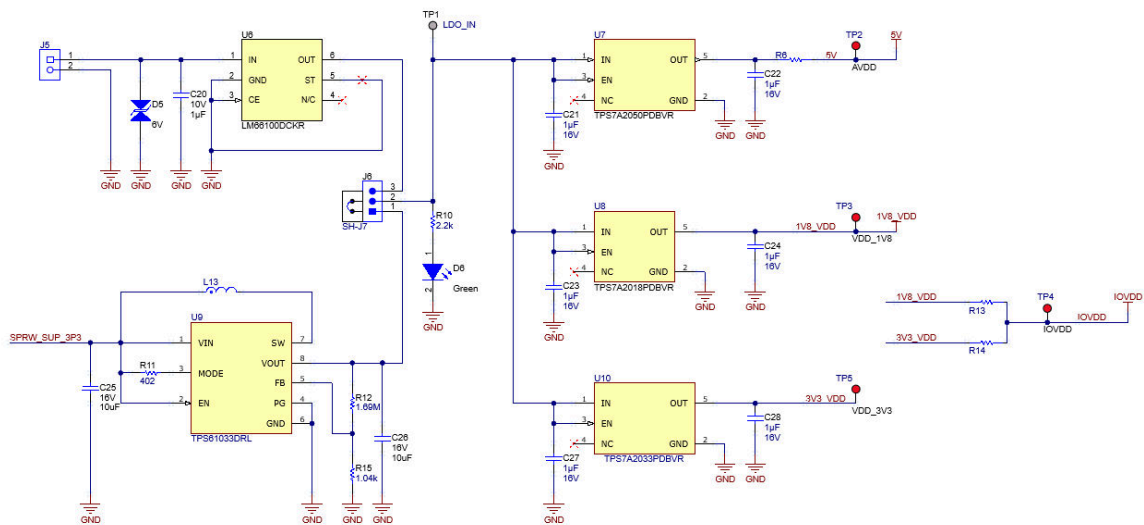 TP1
LDO_IN
J5
1
2
U6
1
IN
OUT
6
2
GND
ST
5
3
CE
N/C
4
LM66100DCKR
D5
6V
C20
10V
1µF
GND
GND
GND
GND
J6
3
2
1
SH-J7
R10
2.2k
1
D6
2
Green
GND
U7
1
IN
OUT
5
3
EN
4
NC
GND
2
TPS7A2050PDBVR
C21
1µF
16V
GND
GND
C22
1µF
16V
GND
R6
5V
TP2
AVDD
5V
U8
1
IN
OUT
5
3
EN
4
NC
GND
2
TPS7A2018PDBVR
C23
1µF
16V
GND
GND
C24
1µF
16V
GND
1V8_VDD
TP3
VDD_1V8
1V8_VDD
1V8_VDD
R13
3V3_VDD
R14
TP4
IOVDD
IOVDD
IOVDD
L13
SPRW_SUP_3P3
U9
1
VIN
SW
7
VOUT
8
R11
402
3
MODE
FB
5
2
EN
PG
4
GND
6
TPS61033DRL
C25
16V
10uF
R12
1.69M
C26
16V
10uF
R15
1.04k
GND
GND
GND
GND
U10
1
IN
OUT
5
3
EN
4
NC
GND
2
TPS7A2033PDBVR
C27
1µF
16V
GND
GND
C28
1µF
16V
GND
3V3_VDD
TP5
VDD_3V3